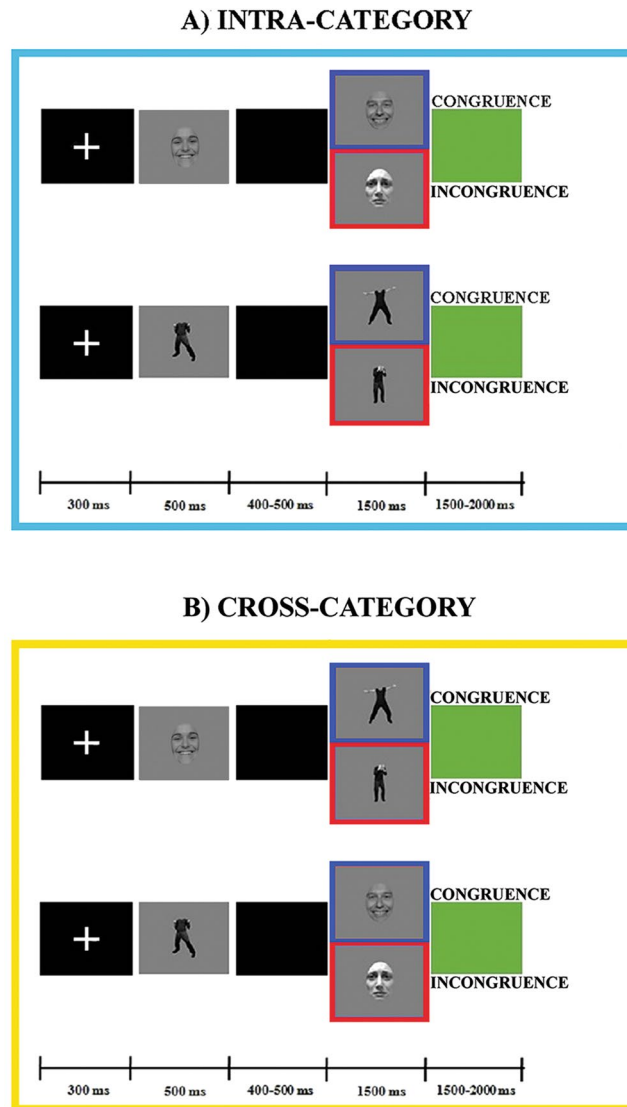 A) INTRA-CATEGORY
CONGRUENCE
INCONGRUENCE
CONGRUENCE
INCONGRUENCE
300 ms 500 ms 400-500 ms 1500 ms 1500-2000 ms
B) CROSS-CATEGORY
CONGRUENCE
INCONGRUENCE
CONGRUENCE
INCONGRUENCE
300 ms 500 ms 400-500 ms 1500 ms 1500-2000 ms